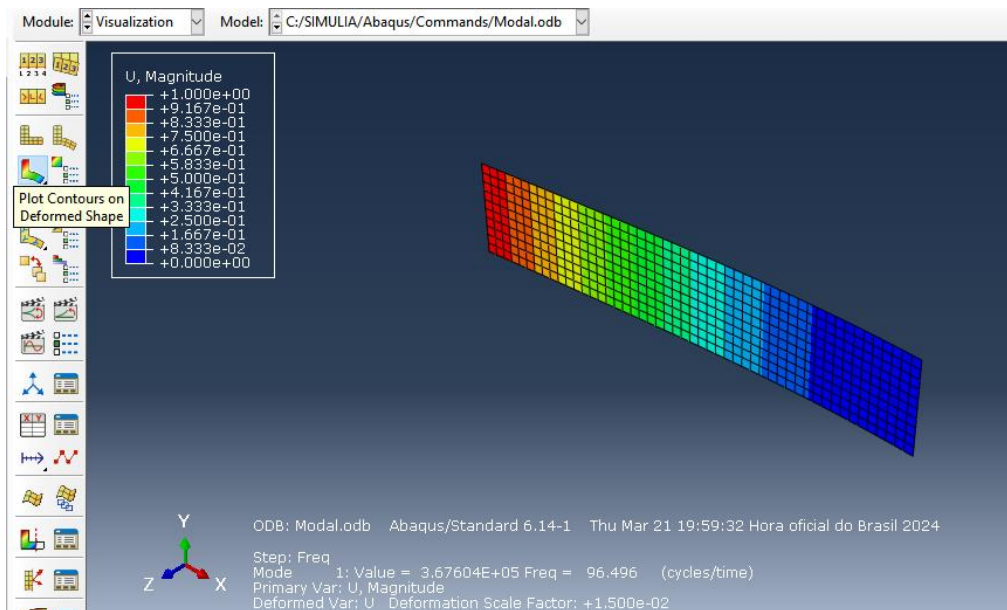 Module: Visualization Model: C:/SIMULIA/Abaqus/Commands/Modal.odb
U, Magnitude
+1.000e+00
+9.167e-01
+8.333e-01
+7.500e-01
+6.667e-01
+5.833e-01
+5.000e-01
+4.167e-01
+3.333e-01
+2.500e-01
+1.667e-01
+8.333e-02
+0.000e+00
Plot Contours on
Deformed Shape
Y
Z
X
ODB: Modal.odb Abaqus/Standard 6.14-1 Thu Mar 21 19:59:32 Hora oficial do Brasil 2024
Step: Freq
Mode 1: Value = 3.67604E+05 Freq = 96.496 (cycles/time)
Primary Var: U, Magnitude
Deformed Var: U Deformation Scale Factor: +1.500e-02